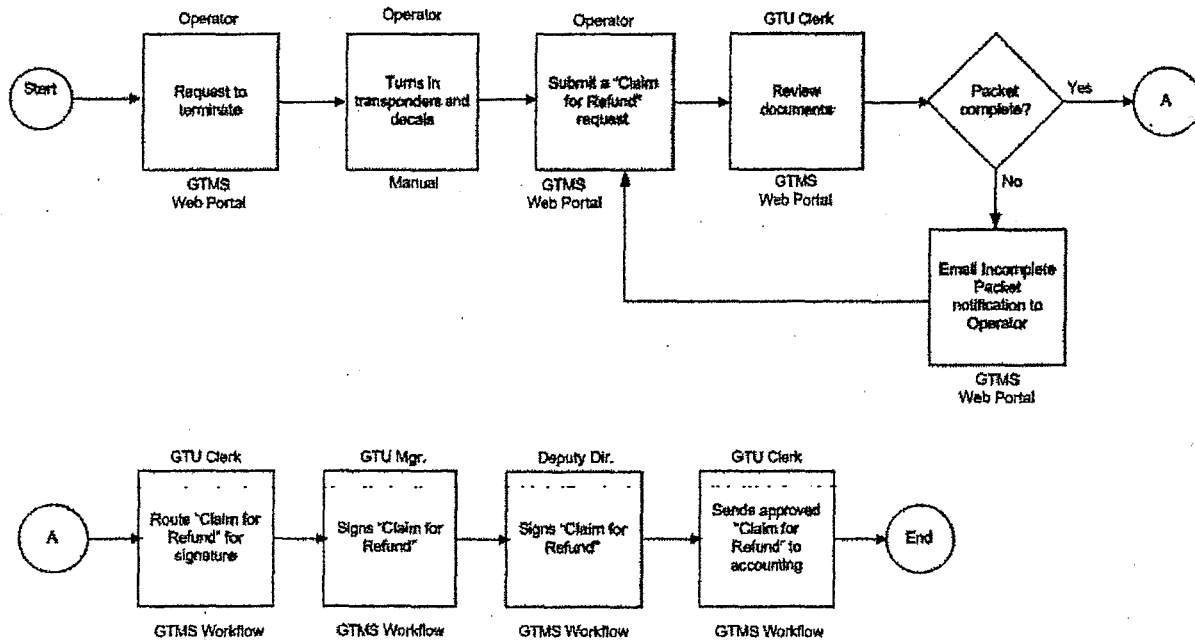 Operator
Start
Request to
terminate
GTMS
Web Portal
Operator
Turns in
transponders and
decals
Manual
Operator
Submit a "Claim
for Refund"
request
GTMS
Web Portal
GTU Clerk
Review
documents
GTMS
Web Portal
Packet
complete?
Yes
A
No
Email Incomplete
Packet
notification to
Operator
GTMS
Web Portal
A
GTU Clerk
Route "Claim for
Refund" for
signature
GTMS Workflow
GTU Mgr.
Signs "Claim for
Refund"
GTMS Workflow
Deputy Dir.
Signs "Claim for
Refund"
GTMS Workflow
GTU Clerk
Sends approved
"Claim for
Refund" to
accounting
GTMS Workflow
End